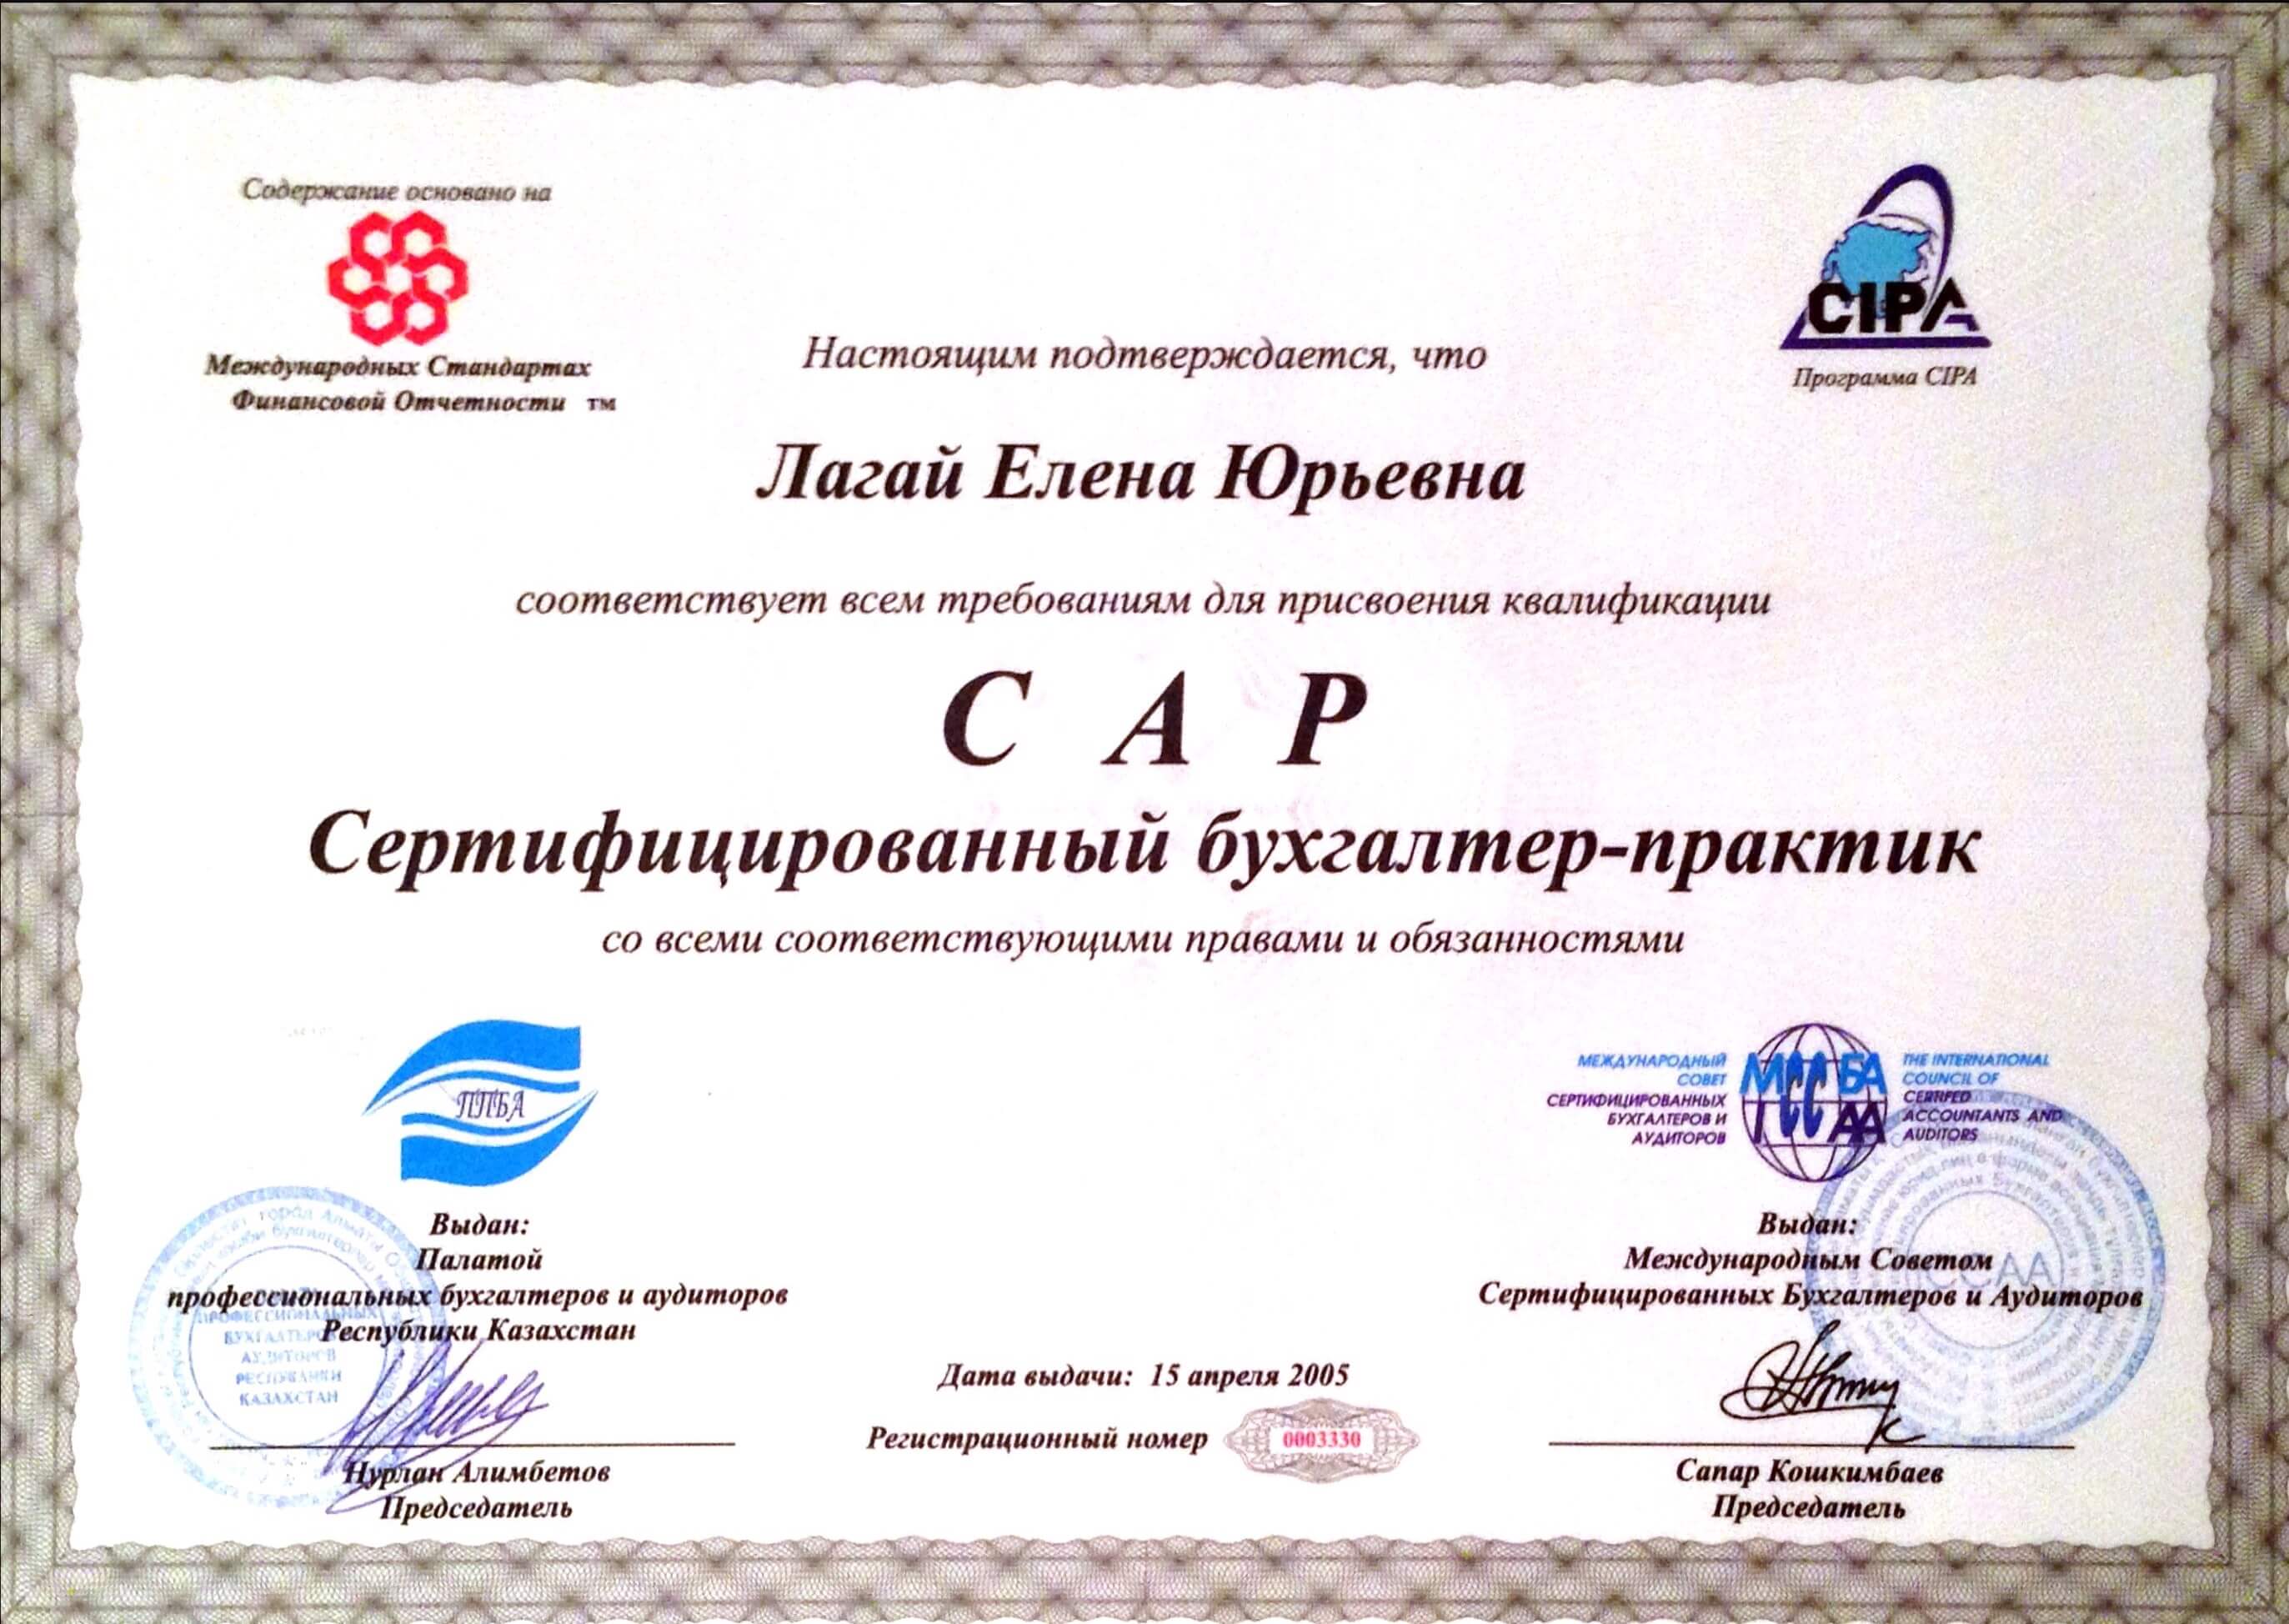 Содержание основано на
Международных Стандартах
Финансовой Отчетности ТМ
CIPA
Программа CIPA
Настоящим подтверждается, что
Лагай Елена Юрьевна
соответствует всем требованиям для присвоения квалификации
C A P
Сертифицированный бухгалтер-практик
со всеми соответствующими правами и обязанностями
ППБА
Выдан:
Палатой
профессиональных бухгалтеров и аудиторов
Республики Казахстан
ПРОФЕССИОНАЛЬНЫХ
БУХГАЛТЕРОВ
АУДИТОРОВ
РЕСПУБЛИКИ
КАЗАХСТАН
Нурлан Алимбетов
Председатель
Дата выдачи: 15 апреля 2005
Регистрационный номер 0003330
МЕЖДУНАРОДНЫЙ
СОВЕТ
СЕРТИФИЦИРОВАННЫХ
БУХГАЛТЕРОВ И
АУДИТОРОВ
МССБА
ICCAA
THE INTERNATIONAL
COUNCIL OF
CERTIFED
ACCOUNTANTS AND
AUDITORS
Выдан:
Международным Советом
Сертифицированных Бухгалтеров и Аудиторов
Сапар Кошкимбаев
Председатель